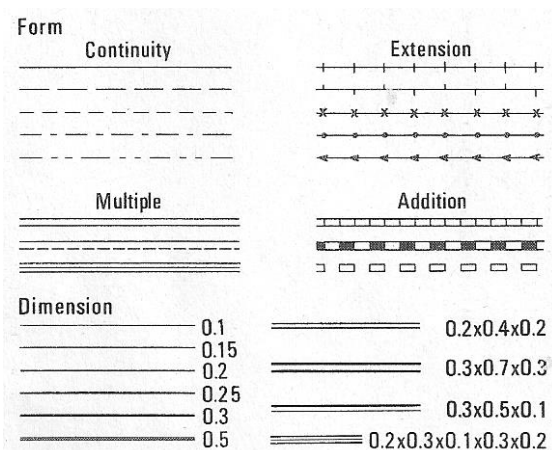 Form
Continuity
Extension
Multiple
Addition
Dimension
0.1
0.15
0.2
0.25
0.3
0.5
0.2x0.4x0.2
0.3x0.7x0.3
0.3x0.5x0.1
0.2x0.3x0.1x0.3x0.2